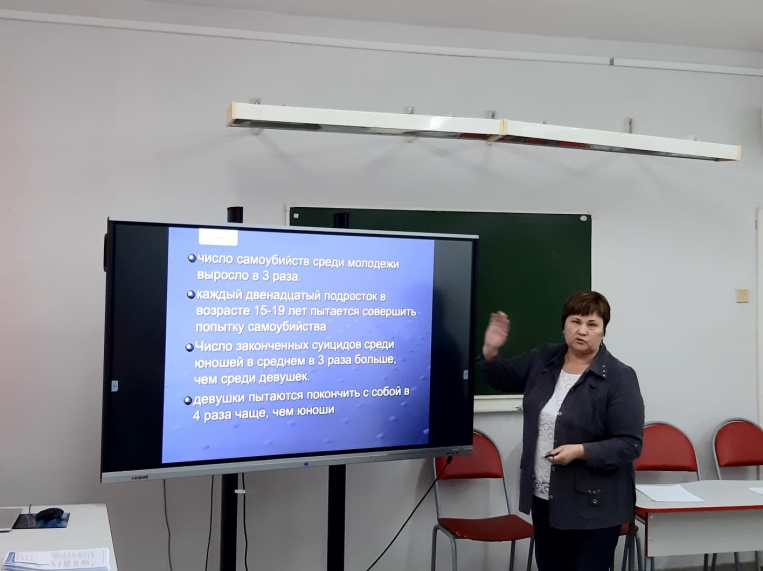 число самоубийств среди молодежи
выросло в 3 раза.
каждый двенадцатый подросток в
возрасте 15-19 лет пытается совершить
попытку самоубийства
Число законченных суицидов среди
юношей в среднем в 3 раза больше,
чем среди девушек.
девушки пытаются покончить с собой в
4 раза чаще, чем юноши